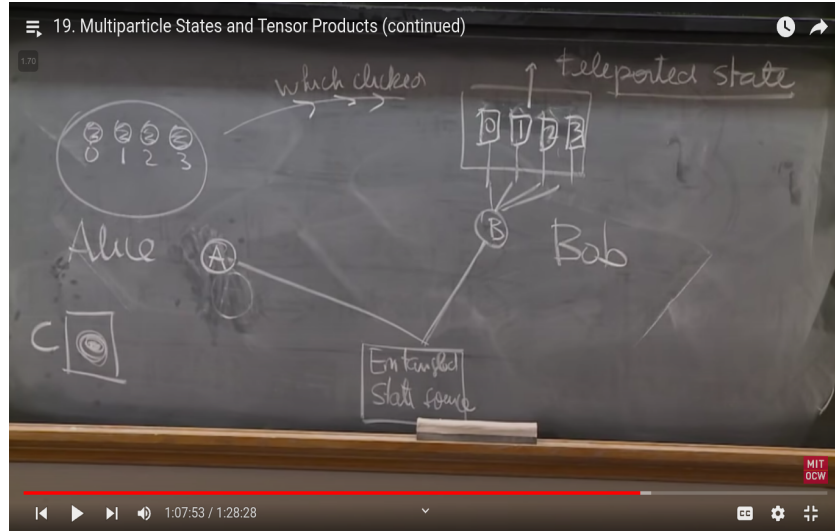 19. Multiparticle States and Tensor Products (continued)
1.70
which clicked
teleported state
0 1 2 3
0 1 2 3
Alice
A
B
Bob
C
Entangled
State source
MIT
OCW
1:07:53 / 1:28:28
CC